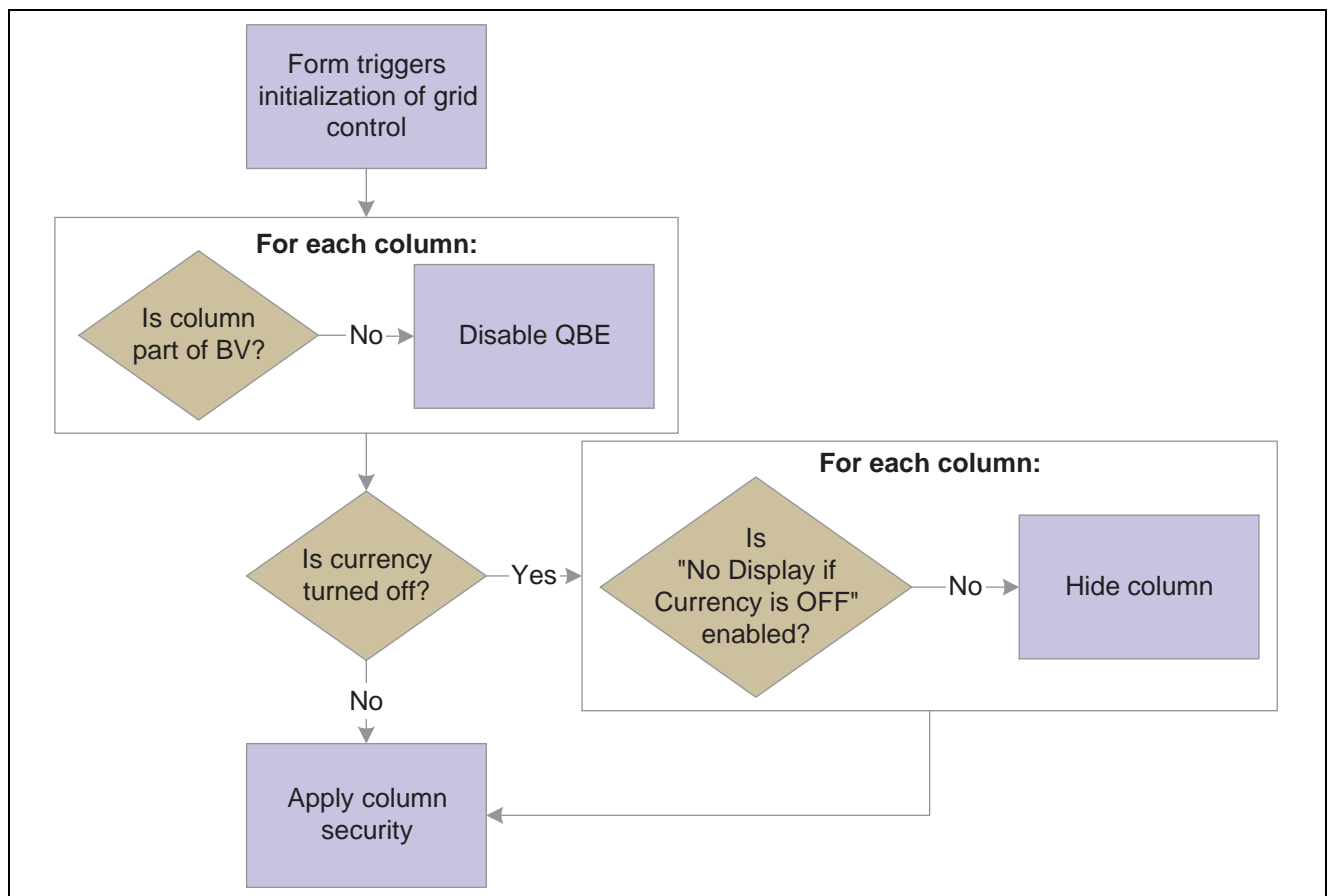 Form triggers
initialization of grid
control
For each column:
Is column
part of BV?
No
Disable QBE
Is currency
turned off?
Yes
No
For each column:
Is
"No Display if
Currency is OFF"
enabled?
No
Hide column
Apply column
security